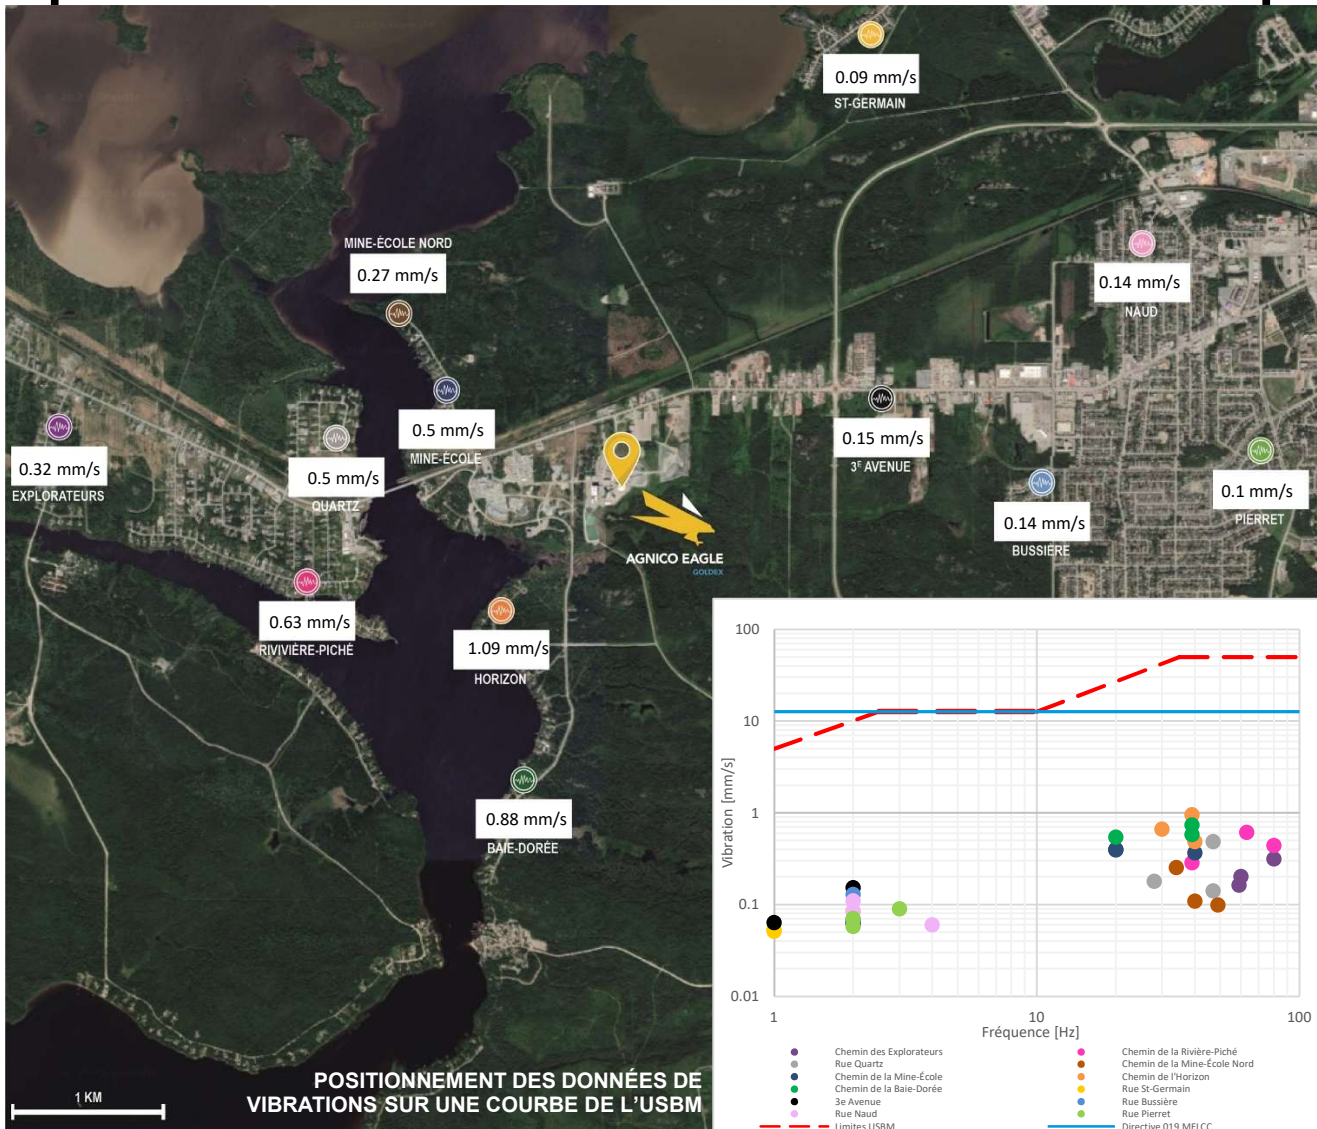 0.09 mm/s
ST-GERMAIN
MINE-ÉCOLE NORD
0.27 mm/s
0.14 mm/s
NAUD
0.5 mm/s
MINE-ÉCOLE
0.32 mm/s
EXPLORATEURS
0.5 mm/s
QUARTZ
0.15 mm/s
3E AVENUE
0.1 mm/s
PIERRET
0.14 mm/s
BUSSIÈRE
AGNICO EAGLE
GOLDEX
0.63 mm/s
RIVIVIÈRE-PICHÉ
1.09 mm/s
HORIZON
0.88 mm/s
BAIE-DORÉE
1 KM
POSITIONNEMENT DES DONNÉES DE
VIBRATIONS SUR UNE COURBE DE L'USBM
100
10
1
0.1
0.01
Vibration [mm/s]
1
10
100
Fréquence [Hz]
Chemin des Explorateurs
Chemin de la Rivière-Piché
Rue Quartz
Chemin de la Mine-École Nord
Chemin de la Mine-École
Chemin de l'Horizon
Chemin de la Baie-Dorée
Rue St-Germain
3e Avenue
Rue Bussière
Rue Naud
Rue Pierret
Limites USBM
Directive 019 MELCC